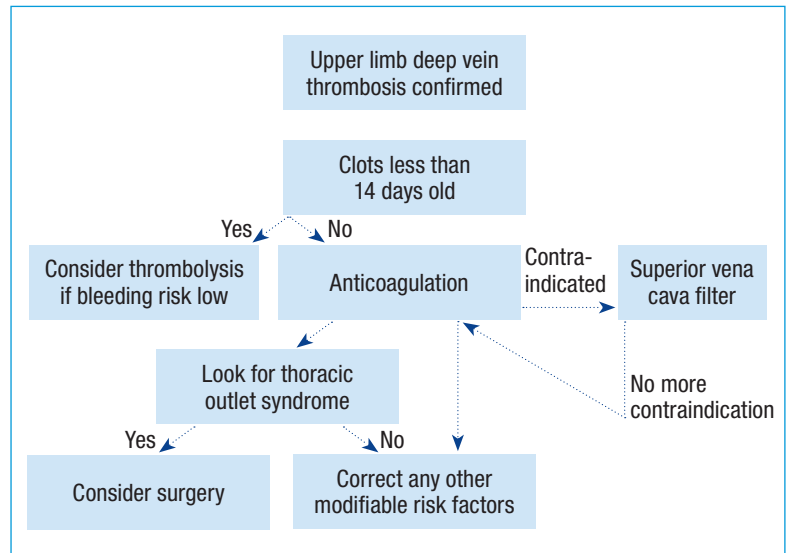 Upper limb deep vein
thrombosis confirmed
Clots less than
14 days old
Yes
No
Consider thrombolysis
if bleeding risk low
Anticoagulation
Contra-
indicated
Superior vena
cava filter
Look for thoracic
outlet syndrome
No more
contraindication
Yes
No
Consider surgery
Correct any other
modifiable risk factors